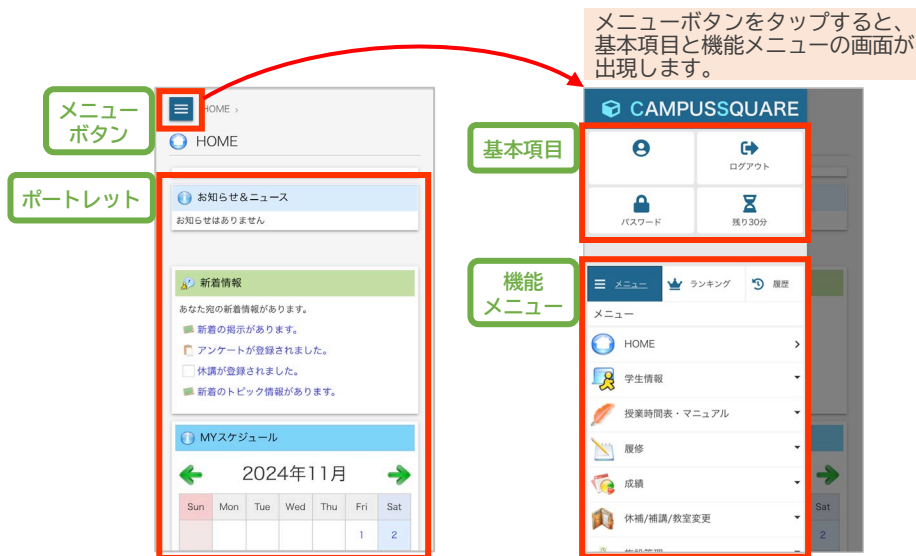 メニューボタンをタップすると、
基本項目と機能メニューの画面が
出現します。
メニュー
ボタン
HOME ›
HOME
ポートレット
お知らせ&ニュース
お知らせはありません
新着情報
あなた宛の新着情報があります。
新着の掲示があります。
アンケートが登録されました。
休講が登録されました。
新着のトピック情報があります。
MYスケジュール
2024年11月
Sun Mon Tue Wed Thu Fri Sat
1 2
CAMPUSSQUARE
基本項目
ログアウト
パスワード
残り30分
機能
メニュー
メニュー ランキング 履歴
メニュー
HOME
学生情報
授業時間表・マニュアル
履修
成績
休補/補講/教室変更
Sat
2